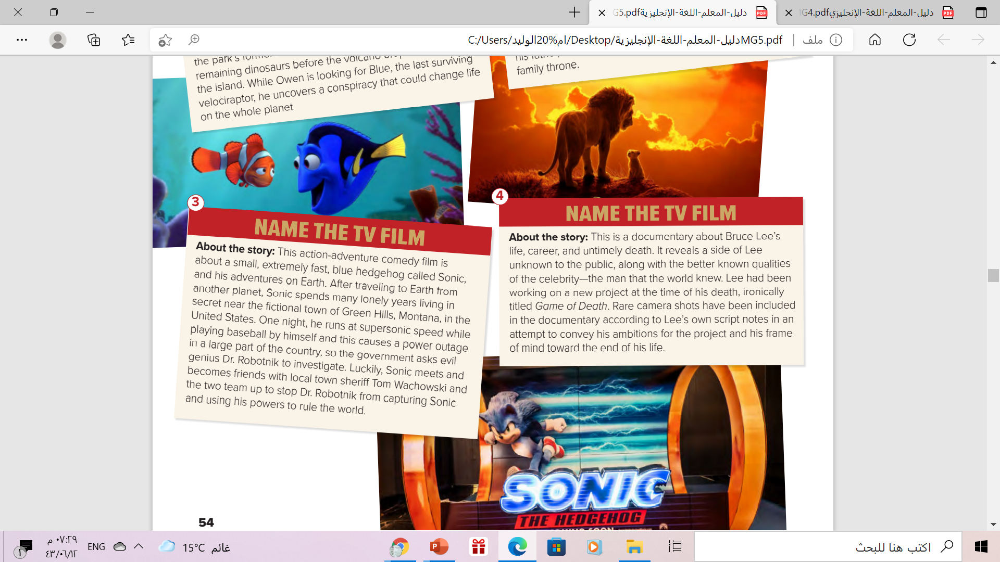 دليل-المعلم-اللغة-الإنجليزيةG5.pdf
دليل-المعلم-اللغة-الإنجليزيG4.pdf
C:/Users/ام%20الوليد/Desktop/دليل-المعلم-اللغة-الإنجليزيةMG5.pdf
ملف
the park's
remaining dinosaurs before the volcano
the island. While Owen is looking for Blue, the last surviving
velociraptor, he uncovers a conspiracy that could change life
on the whole planet
his
family throne.
3
NAME THE TV FILM
About the story: This action-adventure comedy film is
about a small, extremely fast, blue hedgehog called Sonic,
and his adventures on Earth. After traveling to Earth from
another planet, Sonic spends many lonely years living in
secret near the fictional town of Green Hills, Montana, in the
United States. One night, he runs at supersonic speed while
playing baseball by himself and this causes a power outage
in a large part of the country, so the government asks evil
genius Dr. Robotnik to investigate. Luckily, Sonic meets and
becomes friends with local town sheriff Tom Wachowski and
the two team up to stop Dr. Robotnik from capturing Sonic
and using his powers to rule the world.
4
NAME THE TV FILM
About the story: This is a documentary about Bruce Lee's
life, career, and untimely death. It reveals a side of Lee
unknown to the public, along with the better known qualities
of the celebrity—the man that the world knew. Lee had been
working on a new project at the time of his death, ironically
titled Game of Death. Rare camera shots have been included
in the documentary according to Lee's own script notes in an
attempt to convey his ambitions for the project and his frame
of mind toward the end of his life.
SONIC
THE HEDGEHOG
COMING SOON
54
٠٧:٢٩ م
٤٣/٠٦/١٢
ENG
15°C غائم
اكتب هنا للبحث